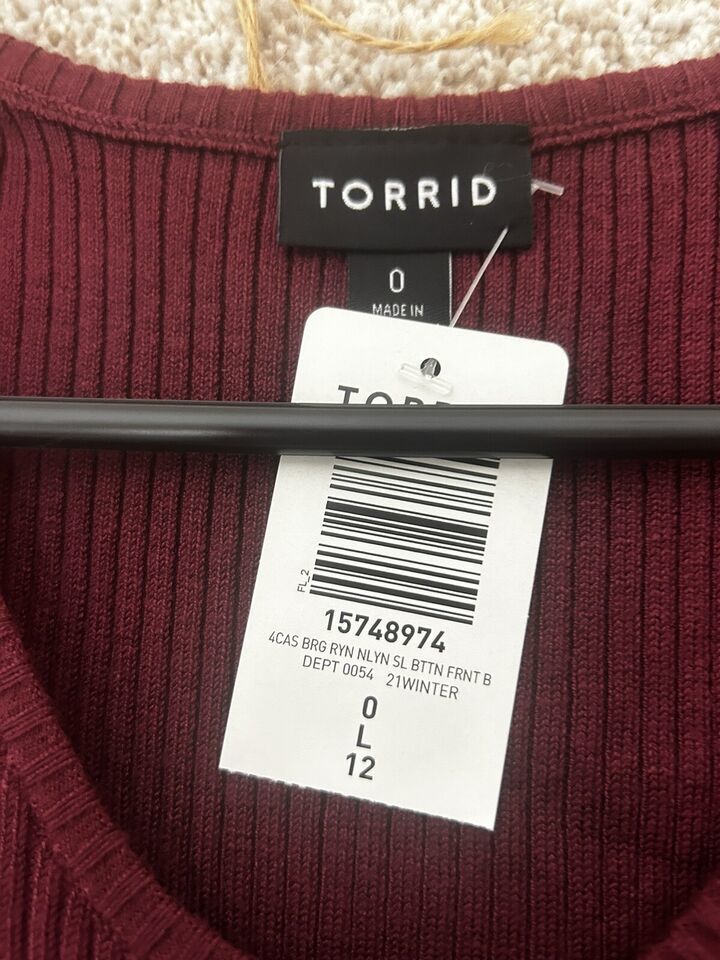 TORRID
0
MADE IN
FL_2
15748974
4CAS BRG RYN NLYN SL BTTN FRNT B
DEPT 0054 21WINTER
0
L
12